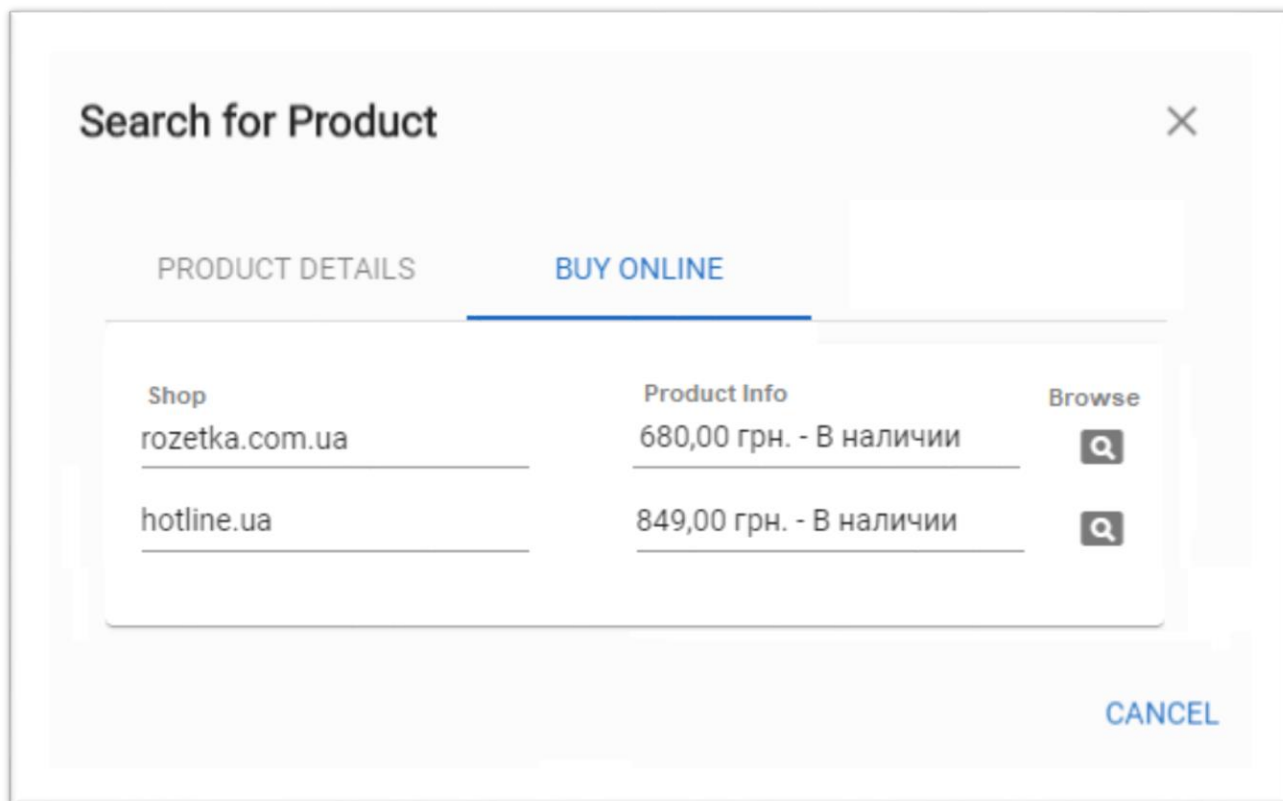 Search for Product
PRODUCT DETAILS BUY ONLINE
Shop Product Info Browse
rozetka.com.ua 680,00 грн. - В наличии
hotline.ua 849,00 грн. - В наличии
CANCEL